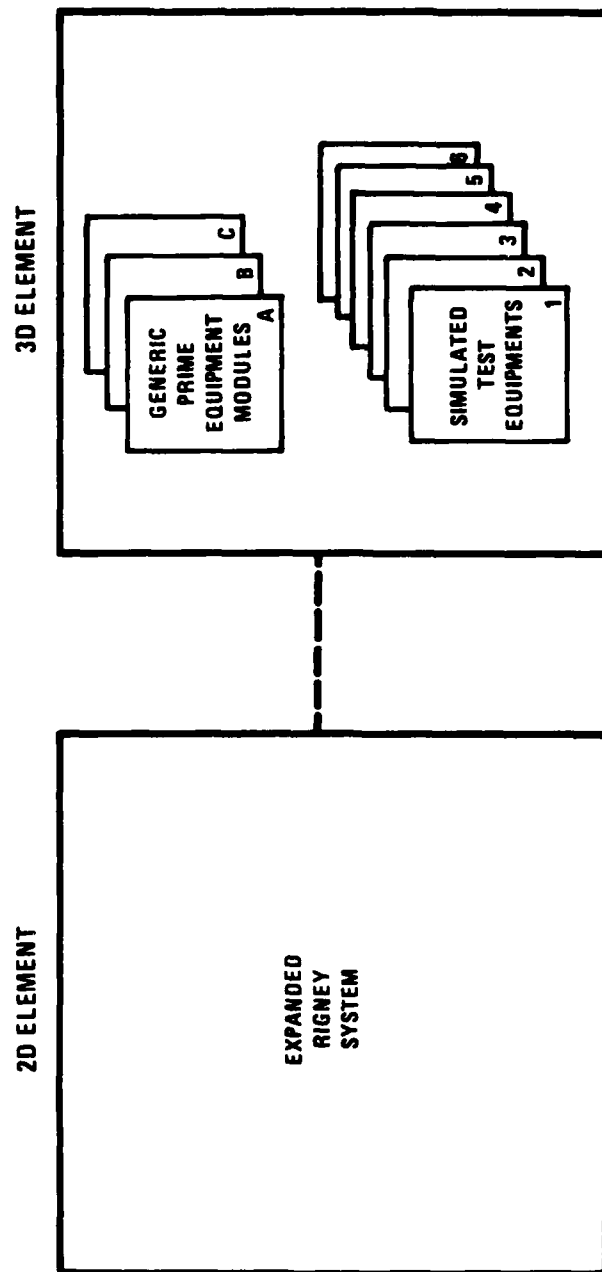 2D ELEMENT
EXPANDED
RIGNEY
SYSTEM
3D ELEMENT
GENERIC
PRIME
EQUIPMENT
MODULES
A
B
C
SIMULATED
TEST
EQUIPMENTS
1
2
3
4
5
6